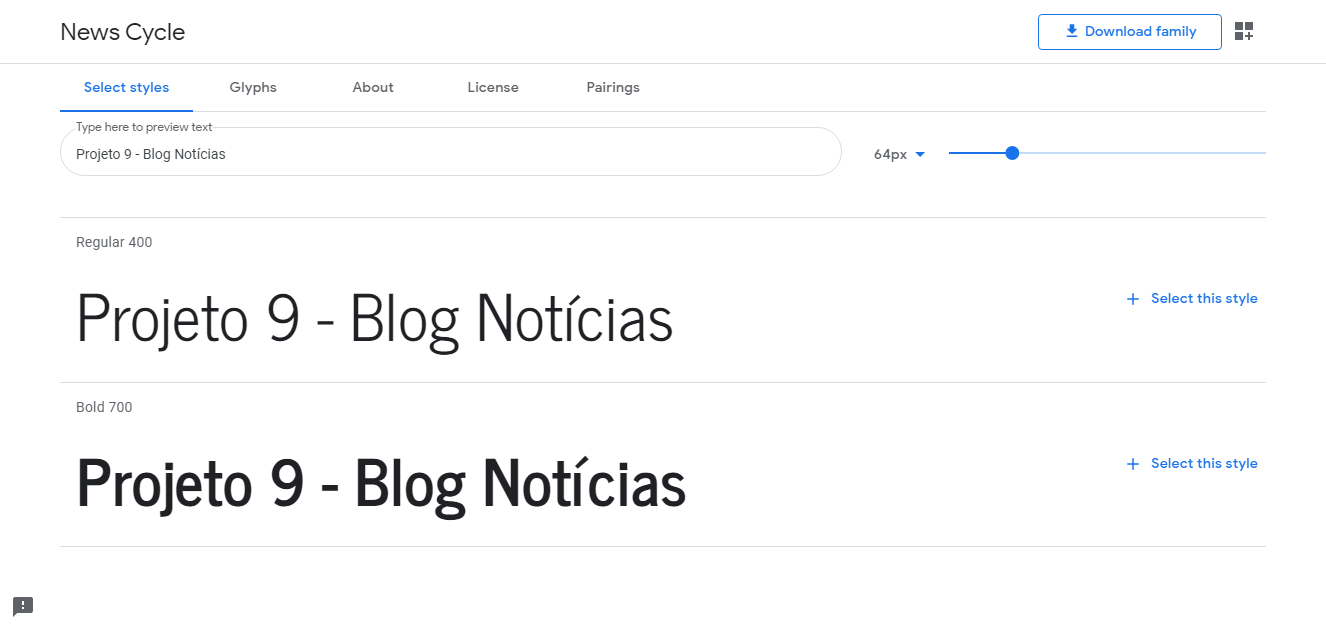 News Cycle
Download family
Select styles Glyphs About License Pairings
Type here to preview text
Projeto 9 - Blog Notícias
64px
Regular 400
Projeto 9 - Blog Notícias
+ Select this style
Bold 700
Projeto 9 - Blog Notícias
+ Select this style